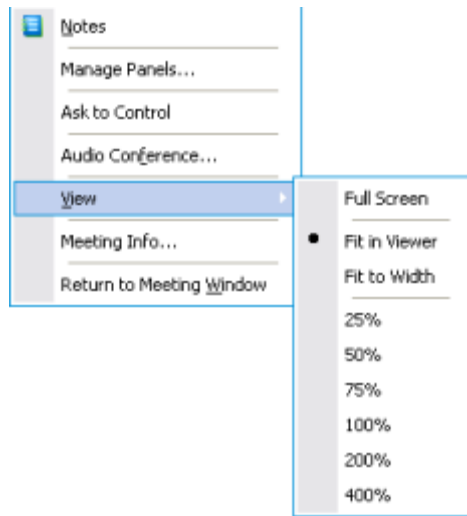 Notes
Manage Panels...
Ask to Control
Audio Conference...
View
Meeting Info...
Return to Meeting Window
Full Screen
Fit in Viewer
Fit to Width
25%
50%
75%
100%
200%
400%